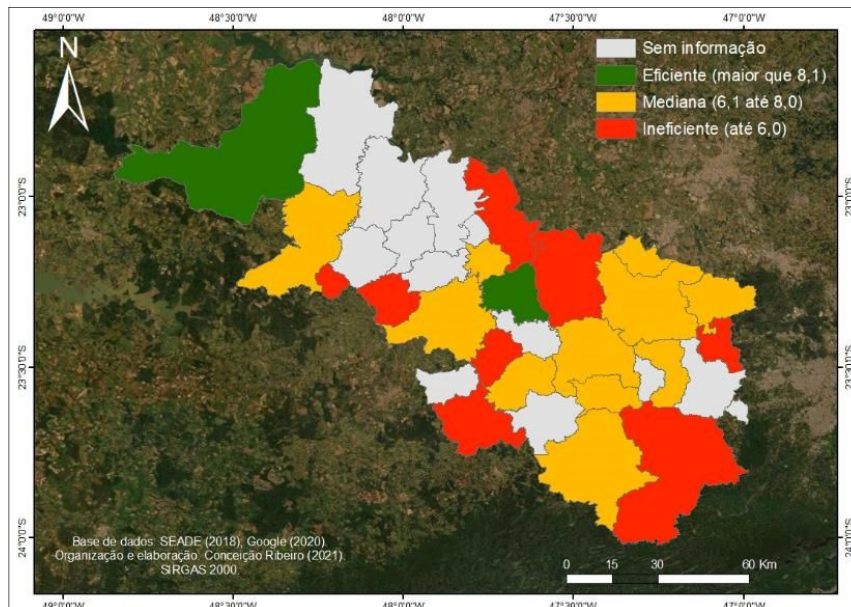 49°0'0"W 48°30'0"W 48°0'0"W 47°30'0"W 47°0'0"W
N
Sem informação
Eficiente (maior que 8,1)
Mediana (6,1 até 8,0)
Ineficiente (até 6,0)
23°0'0"S 23°0'0"S
23°30'0"S 23°30'0"S
24°0'0"S 24°0'0"S
Base de dados: SEADE (2018), Google (2020).
Organização e elaboração: Conceição Ribeiro (2021).
SIRGAS 2000.
0 15 30 60 Km
49°0'0"W 48°30'0"W 48°0'0"W 47°30'0"W 47°0'0"W